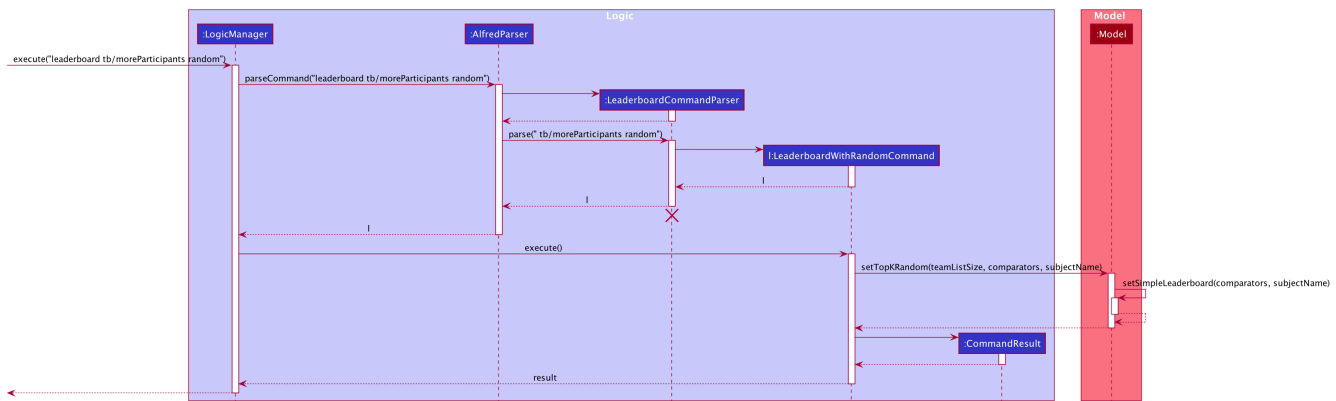 Logic
Model
:LogicManager
:AlfredParser
:Model
execute("leaderboard tb/moreParticipants random")
parseCommand("leaderboard tb/moreParticipants random")
:LeaderboardCommandParser
parse(" tb/moreParticipants random")
l:LeaderboardWithRandomCommand
l
l
l
execute()
setTopKRandom(teamListSize, comparators, subjectName)
setSimpleLeaderboard(comparators, subjectName)
:CommandResult
result